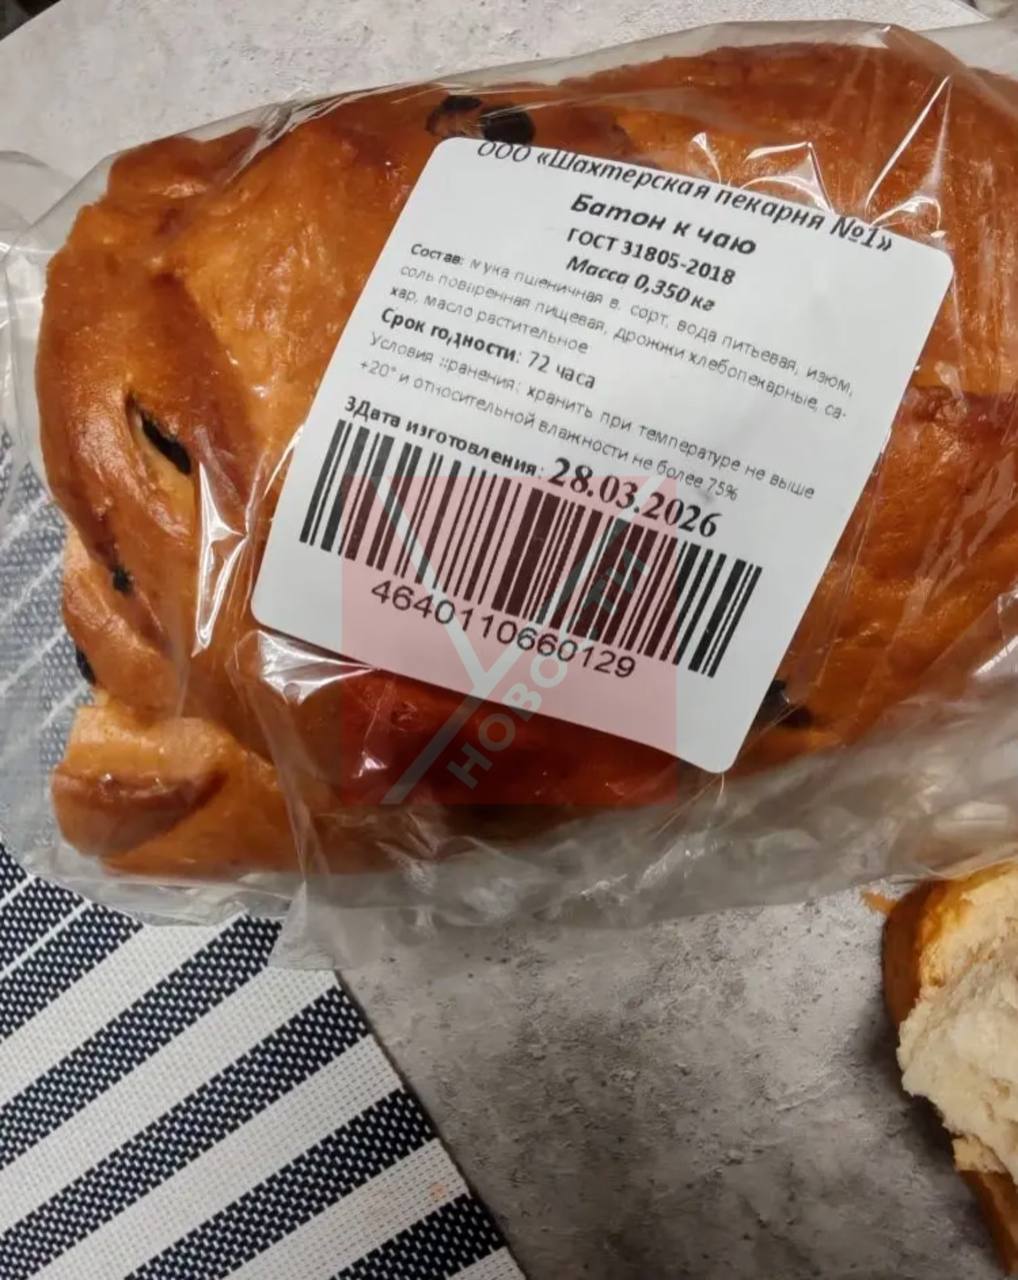 ООО «Шахтерская пекарня №1»
Батон к чаю
ГОСТ 31805-2018
Масса 0,350 кг
Состав: мука пшеничная в. сорт, вода питьевая, изюм,
соль поваренная пищевая, дрожжи хлебопекарные, са-
хар, масло растительное
Срок годности: 72 часа
Условия хранения: хранить при температуре не выше
+20° и относительной влажности не более 75%
3Дата изготовления: 28.03.2026
4640110660129